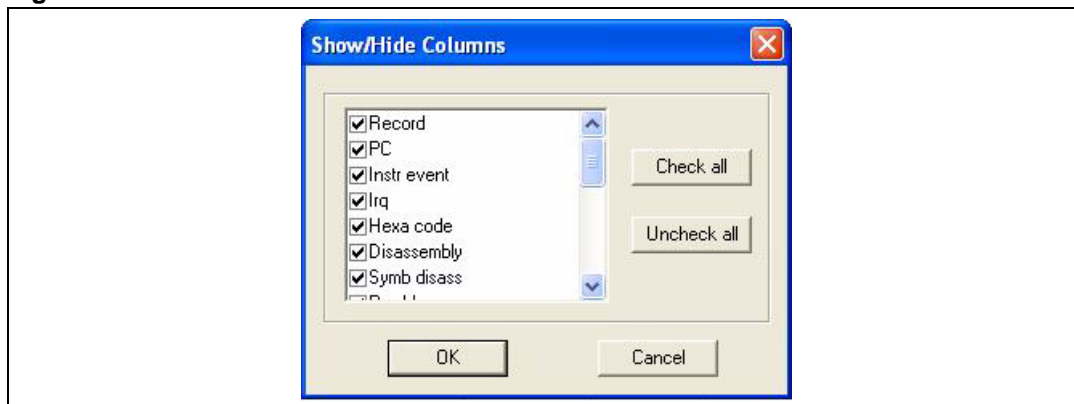 Show/Hide Columns
Record
PC
Instr event
Irq
Hexa code
Disassembly
Symb disass
Check all
Uncheck all
OK
Cancel